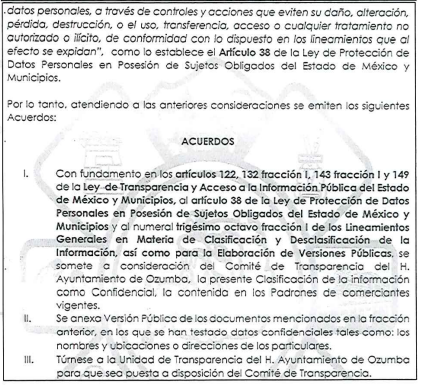 datos personales, a través de controles y acciones que eviten su daño, alteración,
pérdida, destrucción, o el uso, transferencia, acceso o cualquier tratamiento no
autorizado o ilícito, de conformidad con lo dispuesto en los lineamientos que al
efecto se expidan", como lo establece el Artículo 38 de la Ley de Protección de
Datos Personales en Posesión de Sujetos Obligados del Estado de México y
Municipios.
Por lo tanto, atendiendo a las anteriores consideraciones se emiten los siguientes
Acuerdos:
ACUERDOS
I. Con fundamento en los artículos 122, 132 fracción I, 143 fracción I y 149
de la Ley de Transparencia y Acceso a la Información Pública del Estado
de México y Municipios, al artículo 38 de la Ley de Protección de Datos
Personales en Posesión de Sujetos Obligados del Estado de México y
Municipios y al numeral trigésimo octavo fracción I de los Lineamientos
Generales en Materia de Clasificación y Desclasificación de la
Información, así como para la Elaboración de Versiones Públicas, se
somete a consideración del Comité de Transparencia del H.
Ayuntamiento de Ozumba, la presente Clasificación de la información
como Confidencial, la contenida en los Padrones de comerciantes
vigentes.
II. Se anexa Versión Pública de los documentos mencionados en la fracción
anterior, en los que se han testado datos confidenciales tales como: los
nombres y ubicaciones o direcciones de los particulares.
III. Túrnese a la Unidad de Transparencia del H. Ayuntamiento de Ozumba
para que sea puesta a disposición del Comité de Transparencia.